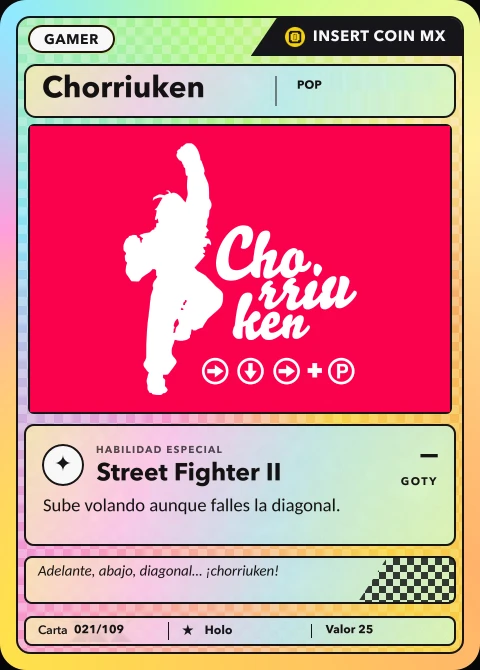 GAMER
INSERT COIN MX
Chorriuken
POP
Cho.
rriu
ken
P
HABILIDAD ESPECIAL
Street Fighter II
GOTY
Sube volando aunque falles la diagonal.
Adelante, abajo, diagonal... ¡chorriuken!
Carta 021/109
★ Holo
Valor 25